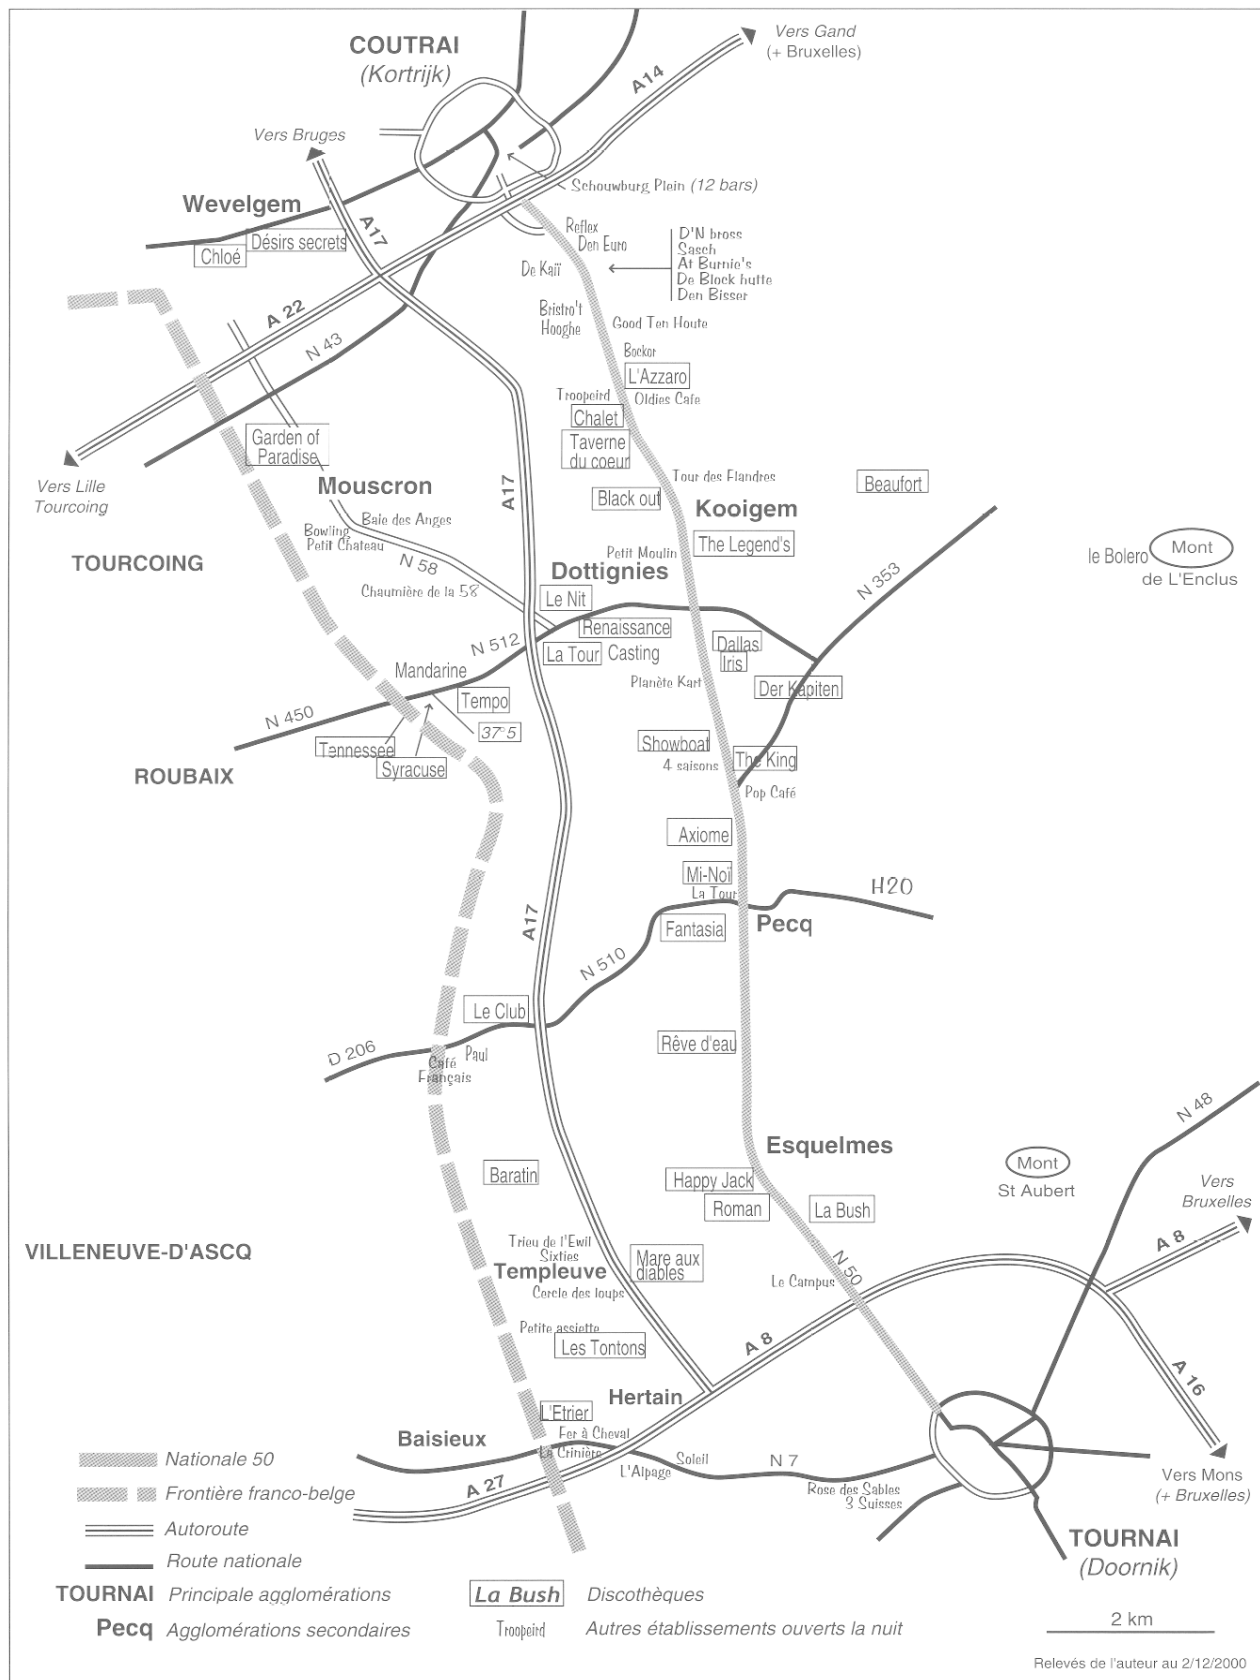 COUTRAI
(Kortrijk)
Vers Gand
(+ Bruxelles)
A14
Vers Bruges
Schouwburg Plein (12 bars)
Wevelgem
Chloé
Désirs secrets
A17
Reflex
Den Euro
De Kaïï
D'N bross
Sasch
At Burnie's
De Block hutte
Den Bisser
A 22
N 43
Bristro't
Hooghe
Good Ten Houte
Bockor
L'Azzaro
Troopeird
Oldies Cafe
Chalet
Taverne
du coeur
Garden of
Paradise
Vers Lille
Tourcoing
Mouscron
A17
Tour des Flandres
Black out
Kooigem
Beaufort
Baie des Anges
Bowling
Petit Chateau
The Legend's
Petit Moulin
le Bolero
Mont
de L'Enclus
TOURCOING
N 58
Dottignies
N 353
Chaumière de la 58
Le Nit
Renaissance
N 512
La Tour
Casting
Dallas
Iris
Mandarine
Planète Kart
Der Kapiten
Tempo
N 450
37°5
Tennessee
Syracuse
Showboat
4 saisons
The King
ROUBAIX
Pop Café
Axiome
Mi-Noï
La Tour
H20
A17
Fantasia
Pecq
N 510
Le Club
D 206
Paul
Café
Français
Rêve d'eau
N 48
Esquelmes
Baratin
Happy Jack
Roman
La Bush
Mont
St Aubert
Vers
Bruxelles
A 8
VILLENEUVE-D'ASCQ
Trieu de l'Ewil
Sixties
Templeuve
Cercle des loups
Mare aux
diables
N 50
Le Campus
Petite assiette
Les Tontons
A 8
A 16
Hertain
L'Etrier
Baisieux
Fer à Cheval
La Crinière
L'Alpage
Soleil
N 7
A 27
Rose des Sables
3 Suisses
Vers Mons
(+ Bruxelles)
TOURNAI
(Doornik)
Nationale 50
Frontière franco-belge
Autoroute
Route nationale
TOURNAI Principale agglomérations
Pecq Agglomérations secondaires
La Bush Discothèques
Troopeird Autres établissements ouverts la nuit
2 km
Relevés de l'auteur au 2/12/2000